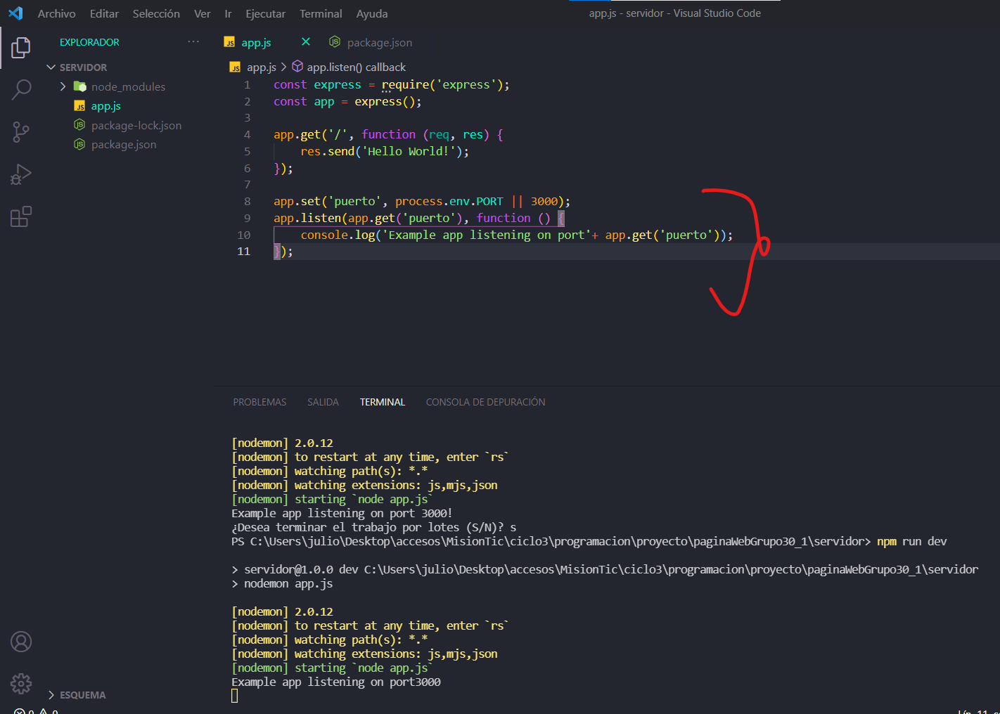 Archivo Editar Selección Ver Ir Ejecutar Terminal Ayuda app.js - servidor - Visual Studio Code
EXPLORADOR ···
SERVIDOR
node_modules
JS app.js
package-lock.json
package.json
JS app.js package.json
JS app.js > app.listen() callback
1 const express = require('express');
2 const app = express();
3
4 app.get('/', function (req, res) {
5 res.send('Hello World!');
6 });
7
8 app.set('puerto', process.env.PORT || 3000);
9 app.listen(app.get('puerto'), function () {
10 console.log('Example app listening on port'+ app.get('puerto'));
11 });
PROBLEMAS SALIDA TERMINAL CONSOLA DE DEPURACIÓN
[nodemon] 2.0.12
[nodemon] to restart at any time, enter `rs`
[nodemon] watching path(s): *.*
[nodemon] watching extensions: js,mjs,json
[nodemon] starting `node app.js`
Example app listening on port 3000!
¿Desea terminar el trabajo por lotes (S/N)? s
PS C:\Users\julio\Desktop\accesos\MisionTic\ciclo3\programacion\proyecto\paginaWebGrupo30_1\servidor> npm run dev
> servidor@1.0.0 dev C:\Users\julio\Desktop\accesos\MisionTic\ciclo3\programacion\proyecto\paginaWebGrupo30_1\servidor
> nodemon app.js
[nodemon] 2.0.12
[nodemon] to restart at any time, enter `rs`
[nodemon] watching path(s): *.*
[nodemon] watching extensions: js,mjs,json
[nodemon] starting `node app.js`
Example app listening on port3000
ESQUEMA